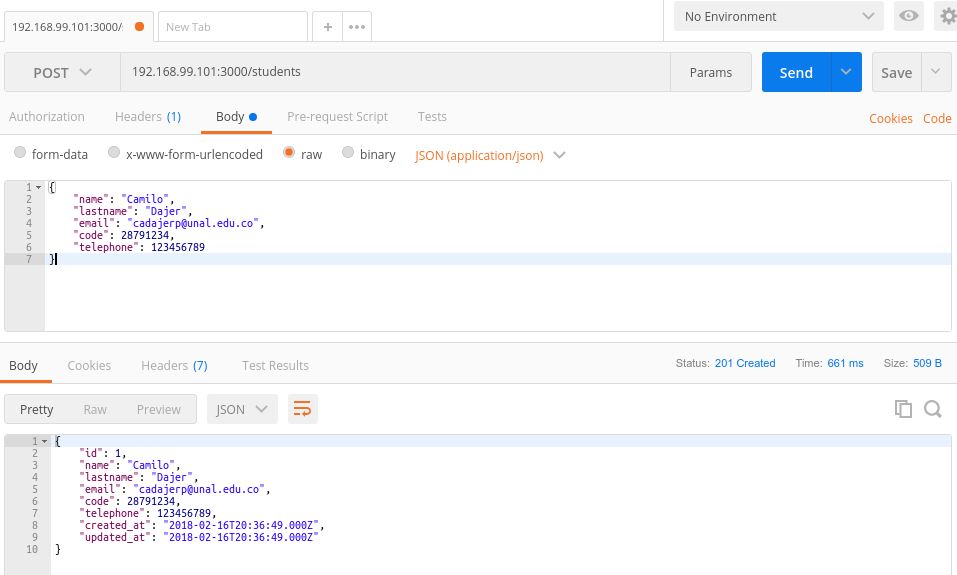 192.168.99.101:3000/ New Tab + ••• No Environment
POST 192.168.99.101:3000/students Params Send Save
Authorization Headers (1) Body Pre-request Script Tests Cookies Code
form-data x-www-form-urlencoded raw binary JSON (application/json)
1 {
2 "name": "Camilo",
3 "lastname": "Dajer",
4 "email": "cadajerp@unal.edu.co",
5 "code": 28791234,
6 "telephone": 123456789
7 }
Body Cookies Headers (7) Test Results Status: 201 Created Time: 661 ms Size: 509 B
Pretty Raw Preview JSON
1 {
2 "id": 1,
3 "name": "Camilo",
4 "lastname": "Dajer",
5 "email": "cadajerp@unal.edu.co",
6 "code": 28791234,
7 "telephone": 123456789,
8 "created_at": "2018-02-16T20:36:49.000Z",
9 "updated_at": "2018-02-16T20:36:49.000Z"
10 }